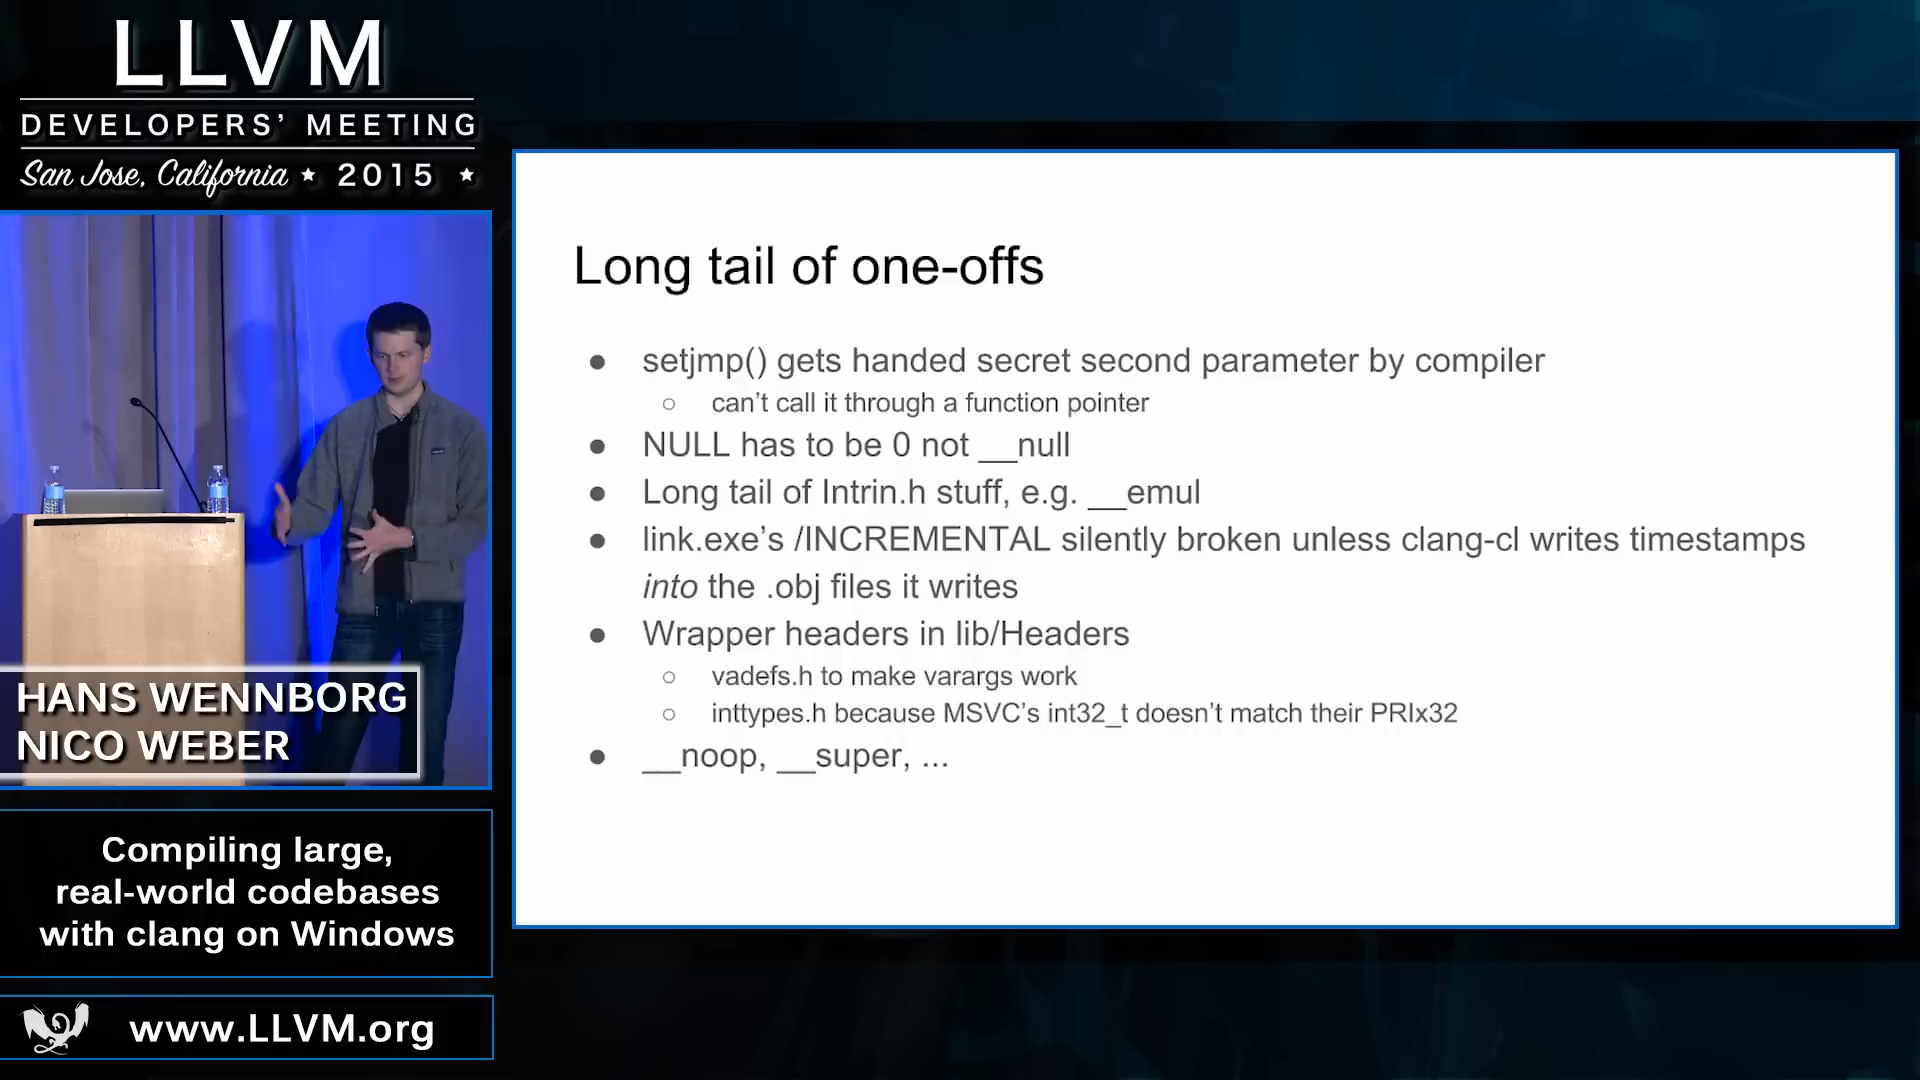 LLVM
DEVELOPERS' MEETING
San Jose, California ★ 2015 ★
HANS WENNBORG
NICO WEBER
Compiling large,
real-world codebases
with clang on Windows
www.LLVM.org
Long tail of one-offs
● setjmp() gets handed secret second parameter by compiler
○ can't call it through a function pointer
● NULL has to be 0 not __null
● Long tail of Intrin.h stuff, e.g. __emul
● link.exe's /INCREMENTAL silently broken unless clang-cl writes timestamps
into the .obj files it writes
● Wrapper headers in lib/Headers
○ vadefs.h to make varargs work
○ inttypes.h because MSVC's int32_t doesn't match their PRIx32
● __noop, __super, ...